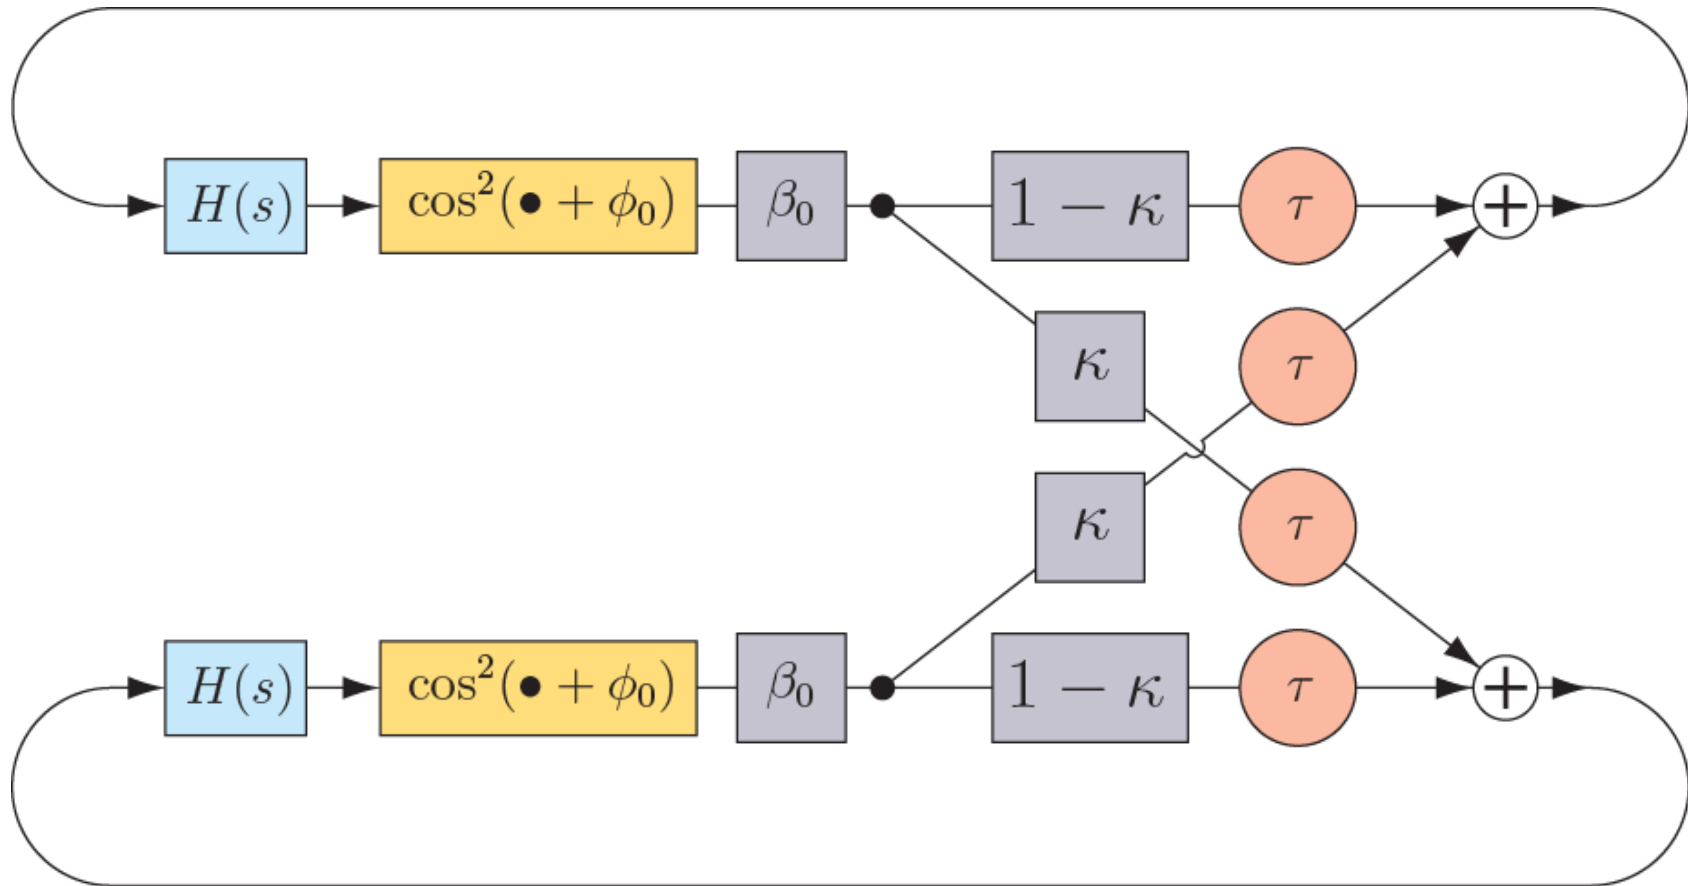 H(s) cos²(• + ϕ₀) β₀ 1 − κ τ +
κ τ
κ τ
H(s) cos²(• + ϕ₀) β₀ 1 − κ τ +